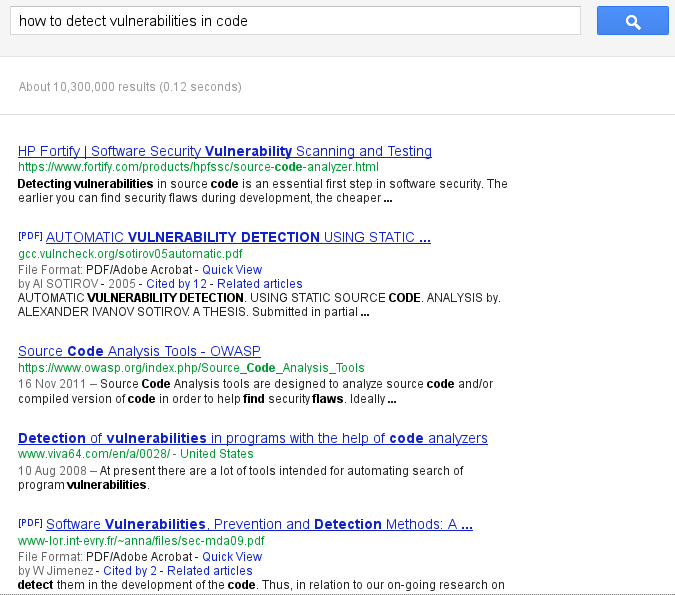 how to detect vulnerabilities in code
About 10,300,000 results (0.12 seconds)
HP Fortify | Software Security Vulnerability Scanning and Testing
https://www.fortify.com/products/hpfssc/source-code-analyzer.html
Detecting vulnerabilities in source code is an essential first step in software security. The
earlier you can find security flaws during development, the cheaper ...
[PDF] AUTOMATIC VULNERABILITY DETECTION USING STATIC ...
gcc.vulncheck.org/sotirov05automatic.pdf
File Format: PDF/Adobe Acrobat - Quick View
by AI SOTIROV - 2005 - Cited by 12 - Related articles
AUTOMATIC VULNERABILITY DETECTION. USING STATIC SOURCE CODE. ANALYSIS by.
ALEXANDER IVANOV SOTIROV. A THESIS. Submitted in partial ...
Source Code Analysis Tools - OWASP
https://www.owasp.org/index.php/Source_Code_Analysis_Tools
16 Nov 2011 – Source Code Analysis tools are designed to analyze source code and/or
compiled version of code in order to help find security flaws. Ideally ...
Detection of vulnerabilities in programs with the help of code analyzers
www.viva64.com/en/a/0028/ - United States
10 Aug 2008 – At present there are a lot of tools intended for automating search of
program vulnerabilities.
[PDF] Software Vulnerabilities, Prevention and Detection Methods: A ...
www-lor.int-evry.fr/~anna/files/sec-mda09.pdf
File Format: PDF/Adobe Acrobat - Quick View
by W Jimenez - Cited by 2 - Related articles
detect them in the development of the code. Thus, in relation to our on-going research on